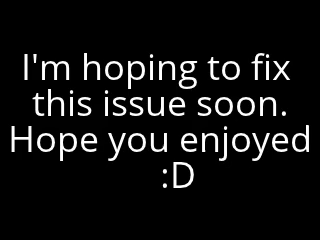 I'm hoping to fix
this issue soon.
Hope you enjoyed
:D